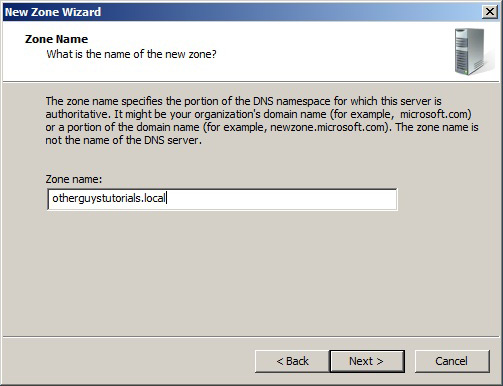 New Zone Wizard
Zone Name
What is the name of the new zone?
The zone name specifies the portion of the DNS namespace for which this server is
authoritative. It might be your organization's domain name (for example, microsoft.com)
or a portion of the domain name (for example, newzone.microsoft.com). The zone name is
not the name of the DNS server.
Zone name:
otherguystutorials.local
< Back
Next >
Cancel